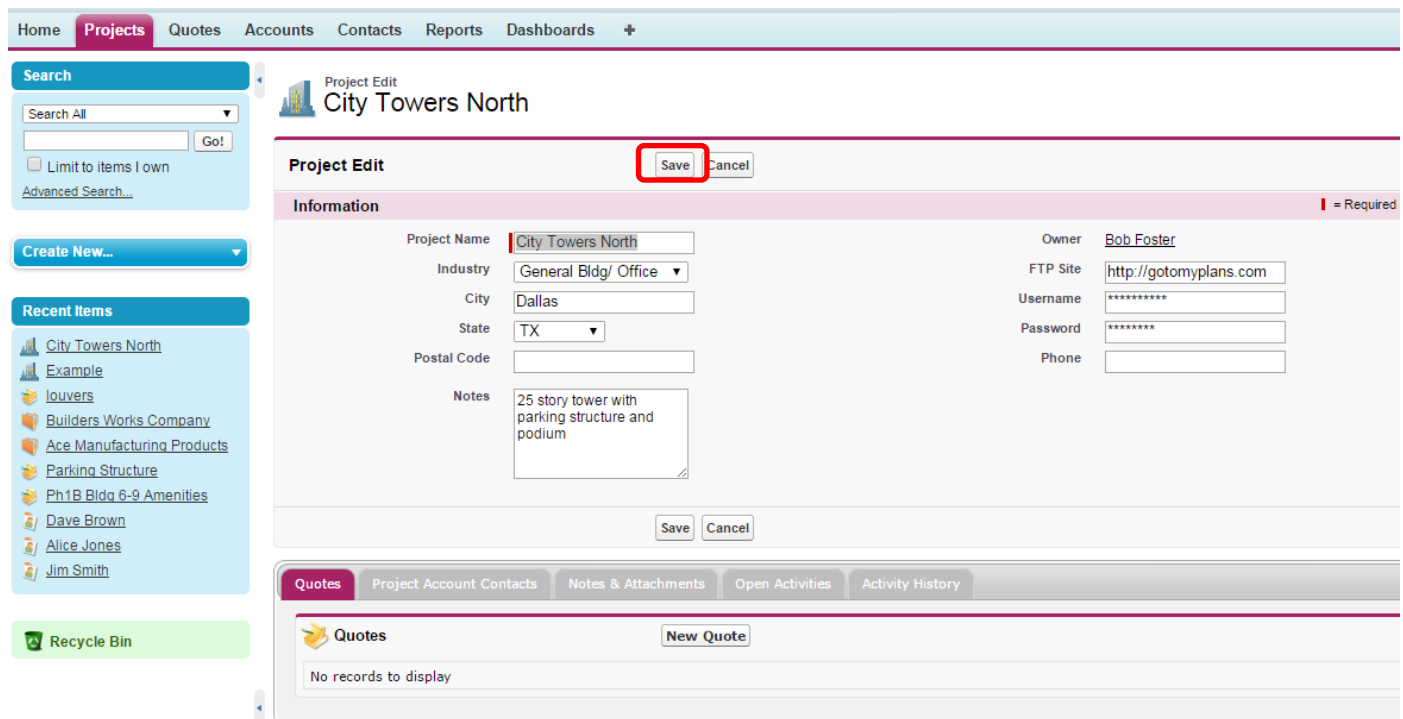 Home Projects Quotes Accounts Contacts Reports Dashboards +
Search
Search All
Go!
Limit to items I own
Advanced Search...
Create New...
Recent Items
City Towers North
Example
louvers
Builders Works Company
Ace Manufacturing Products
Parking Structure
Ph1B Bldg 6-9 Amenities
Dave Brown
Alice Jones
Jim Smith
Recycle Bin
Project Edit
City Towers North
Project Edit Save Cancel
Information = Required
Project Name City Towers North
Industry General Bldg/ Office
City Dallas
State TX
Postal Code
Notes 25 story tower with
parking structure and
podium
Owner Bob Foster
FTP Site http://gotomyplans.com
Username **********
Password ********
Phone
Save Cancel
Quotes Project Account Contacts Notes & Attachments Open Activities Activity History
Quotes New Quote
No records to display